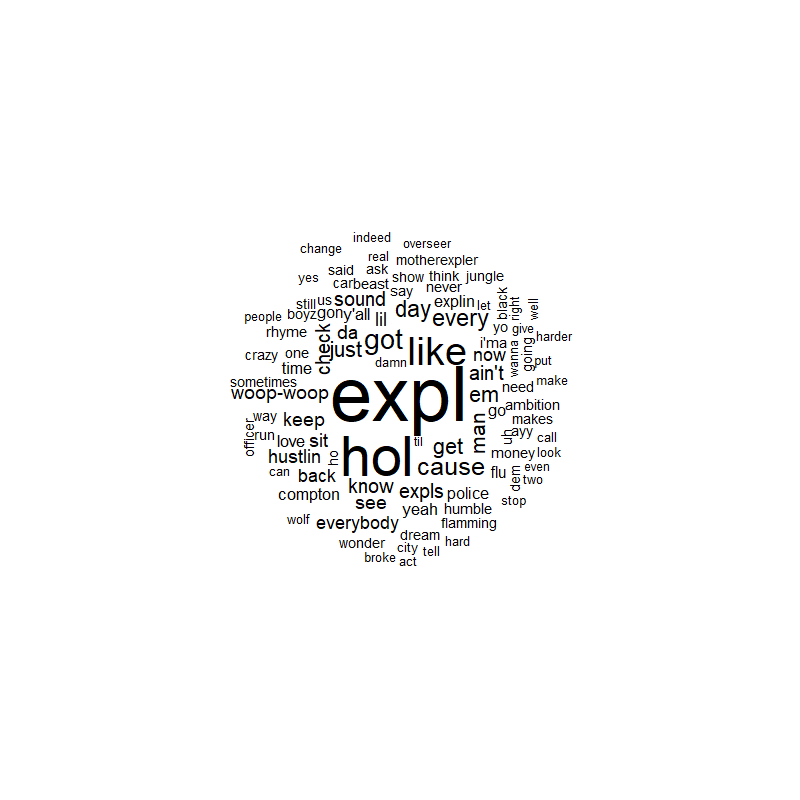 indeed
overseer
change
real
motherexpler
said
ask
yes
show
think
jungle
car
beast
say
never
still
us
sound
explin
let
black
right
well
people
boyz
gon
y'all
lil
day
every
yo
give
harder
rhyme
da
check
just
got
like
i'ma
now
wanna
going
put
crazy
one
damn
time
ain't
sometimes
expl
em
need
make
woop-woop
go
ambition
way
keep
makes
officer
run
love
sit
hol
til
get
man
uh
ayy
call
hustlin
ho
cause
money
look
can
back
flu
dem
even
two
know
expls
police
compton
see
stop
yeah
humble
wolf
everybody
flamming
dream
wonder
city
tell
hard
broke
act